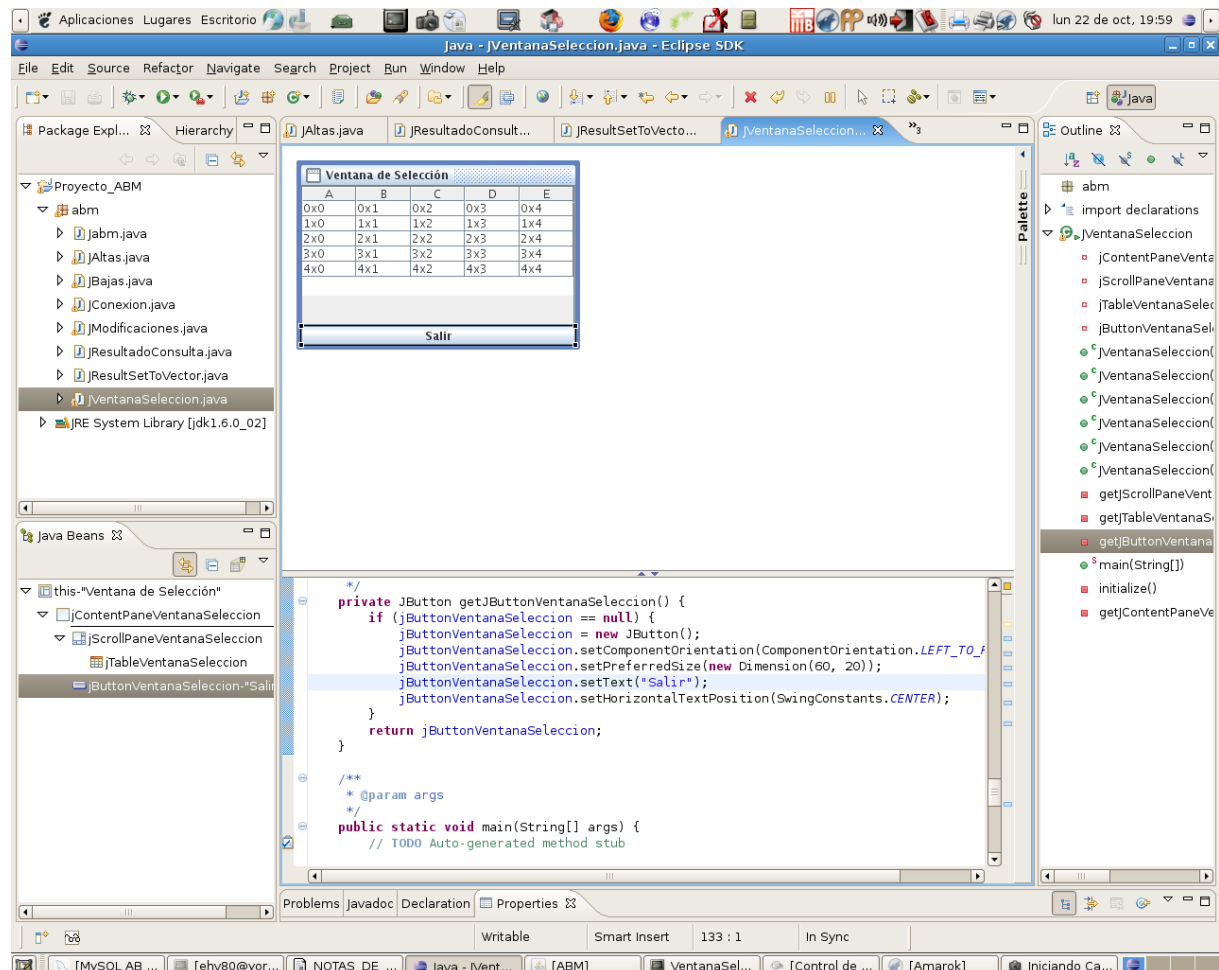 Aplicaciones Lugares Escritorio
lun 22 de oct, 19:59
Java - JVentanaSeleccion.java - Eclipse SDK
File Edit Source Refactor Navigate Search Project Run Window Help
Java
Package Expl... Hierarchy
Proyecto_ABM
abm
Jabm.java
JAltas.java
JBajas.java
JConexion.java
JModificaciones.java
JResultadoConsulta.java
JResultSetToVector.java
JVentanaSeleccion.java
JRE System Library [jdk1.6.0_02]
Java Beans
this-"Ventana de Selección"
jContentPaneVentanaSeleccion
jScrollPaneVentanaSeleccion
jTableVentanaSeleccion
jButtonVentanaSeleccion-"Salir
JAltas.java JResultadoConsult... JResultSetToVecto... JVentanaSeleccion... »3
Ventana de Selección
A B C D E
0x0 0x1 0x2 0x3 0x4
1x0 1x1 1x2 1x3 1x4
2x0 2x1 2x2 2x3 2x4
3x0 3x1 3x2 3x3 3x4
4x0 4x1 4x2 4x3 4x4
Salir
Palette
*/
private JButton getJButtonVentanaSeleccion() {
if (jButtonVentanaSeleccion == null) {
jButtonVentanaSeleccion = new JButton();
jButtonVentanaSeleccion.setComponentOrientation(ComponentOrientation.LEFT_TO_R
jButtonVentanaSeleccion.setPreferredSize(new Dimension(60, 20));
jButtonVentanaSeleccion.setText("Salir");
jButtonVentanaSeleccion.setHorizontalTextPosition(SwingConstants.CENTER);
}
return jButtonVentanaSeleccion;
}
/**
* @param args
*/
public static void main(String[] args) {
// TODO Auto-generated method stub
Outline
abm
import declarations
JVentanaSeleccion
jContentPaneVenta
jScrollPaneVentana
jTableVentanaSelec
jButtonVentanaSel
JVentanaSeleccion(
JVentanaSeleccion(
JVentanaSeleccion(
JVentanaSeleccion(
JVentanaSeleccion(
JVentanaSeleccion(
getJScrollPaneVent
getJTableVentanaS
getJButtonVentana
main(String[])
initialize()
getJContentPaneVe
Problems Javadoc Declaration Properties
Writable Smart Insert 133 : 1 In Sync
[MySQL AB ... [ehy80@yor... NOTAS DE ... Java - JVent... [ABM] VentanaSel... [Control de ... [Amarok] Iniciando Ca...